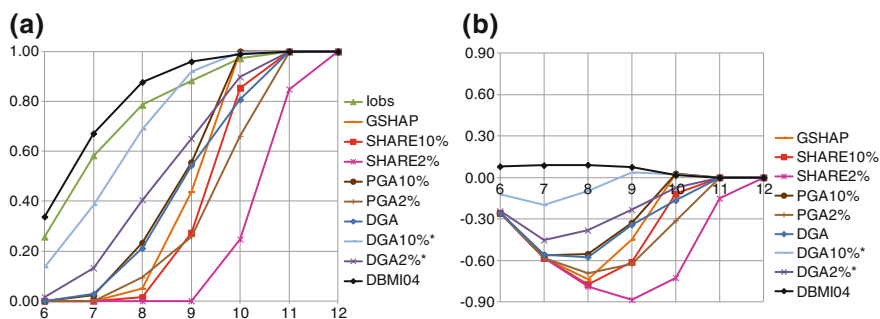 (a)
1.00
0.80
0.60
0.40
0.20
0.00
6 7 8 9 10 11 12
Iobs
GSHAP
SHARE10%
SHARE2%
PGA10%
PGA2%
DGA
DGA10%*
DGA2%*
DBMI04
(b)
0.90
0.60
0.30
0.00
-0.30
-0.60
-0.90
6 7 8 9 10 11 12
GSHAP
SHARE10%
SHARE2%
PGA10%
PGA2%
DGA
DGA10%*
DGA2%*
DBMI04